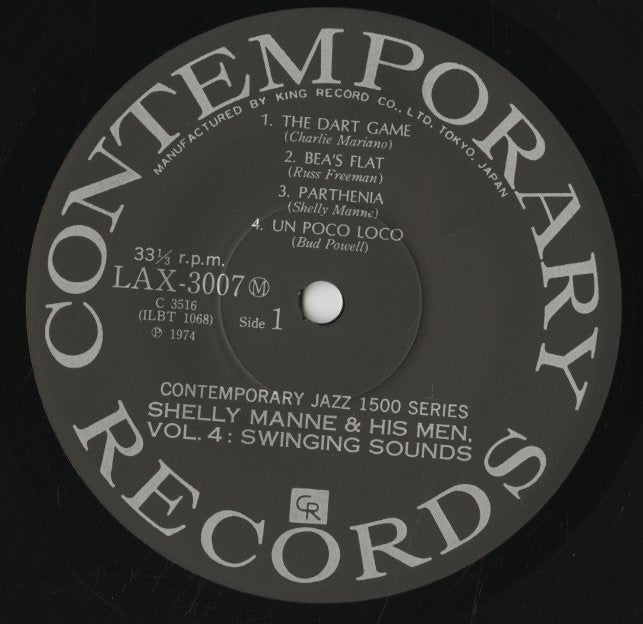 CONTEMPORARY
MANUFACTURED BY KING RECORD CO., LTD, TOKYO, JAPAN
1. THE DART GAME
(Charlie Mariano)
2. BEA'S FLAT
(Russ Freeman)
3. PARTHENIA
(Shelly Manne)
4. UN POCO LOCO
(Bud Powell)
33⅓ r.p.m.
LAX-3007 Ⓜ
C 3516
(ILBT 1068)
℗ 1974
Side 1
CONTEMPORARY JAZZ 1500 SERIES
SHELLY MANNE & HIS MEN,
VOL. 4 : SWINGING SOUNDS
CR
RECORDS